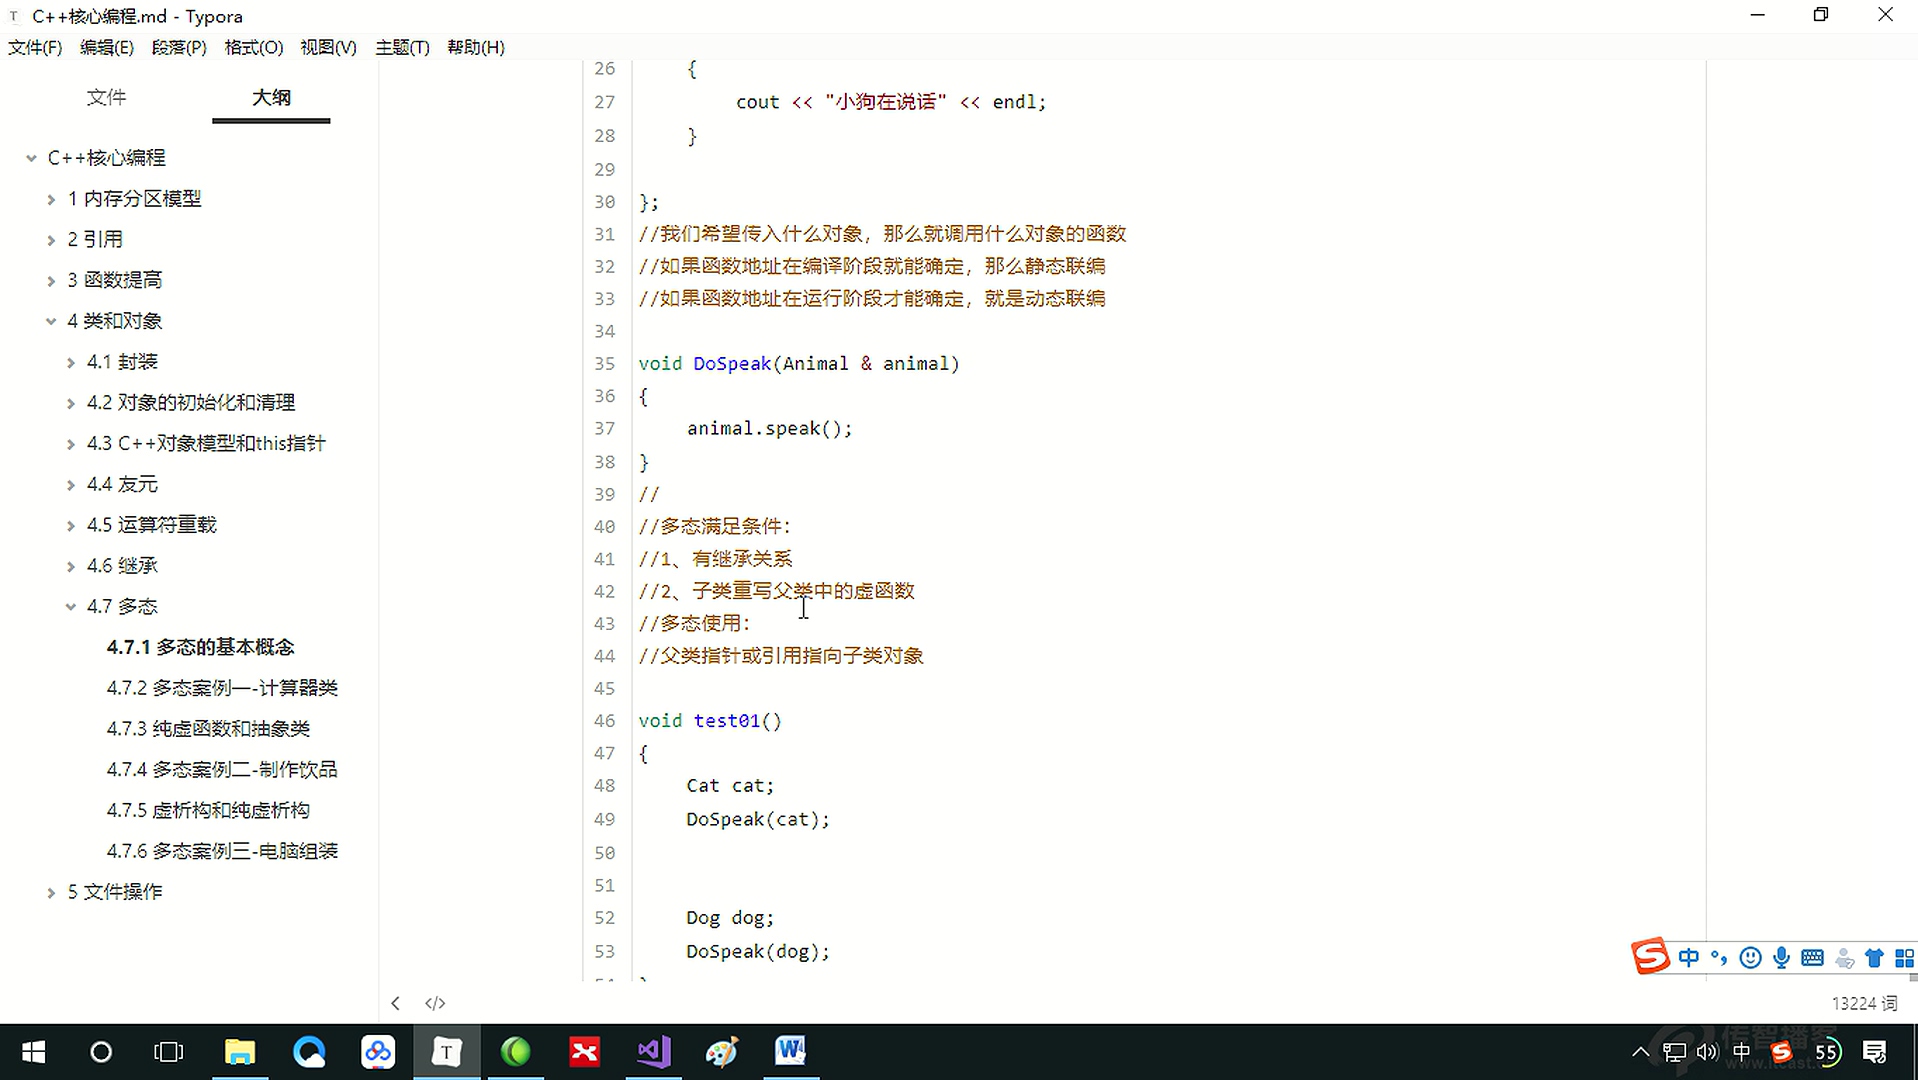 C++核心编程.md - Typora
文件(F) 编辑(E) 段落(P) 格式(O) 视图(V) 主题(T) 帮助(H)
文件 大纲
C++核心编程
1 内存分区模型
2 引用
3 函数提高
4 类和对象
4.1 封装
4.2 对象的初始化和清理
4.3 C++对象模型和this指针
4.4 友元
4.5 运算符重载
4.6 继承
4.7 多态
4.7.1 多态的基本概念
4.7.2 多态案例一-计算器类
4.7.3 纯虚函数和抽象类
4.7.4 多态案例二-制作饮品
4.7.5 虚析构和纯虚析构
4.7.6 多态案例三-电脑组装
5 文件操作
26 {
27 cout << "小狗在说话" << endl;
28 }
29
30 };
31 //我们希望传入什么对象，那么就调用什么对象的函数
32 //如果函数地址在编译阶段就能确定，那么静态联编
33 //如果函数地址在运行阶段才能确定，就是动态联编
34
35 void DoSpeak(Animal & animal)
36 {
37 animal.speak();
38 }
39 //
40 //多态满足条件：
41 //1、有继承关系
42 //2、子类重写父类中的虚函数
43 //多态使用：
44 //父类指针或引用指向子类对象
45
46 void test01()
47 {
48 Cat cat;
49 DoSpeak(cat);
50
51
52 Dog dog;
53 DoSpeak(dog);
中
</>
13224 词
中 55
传智播客